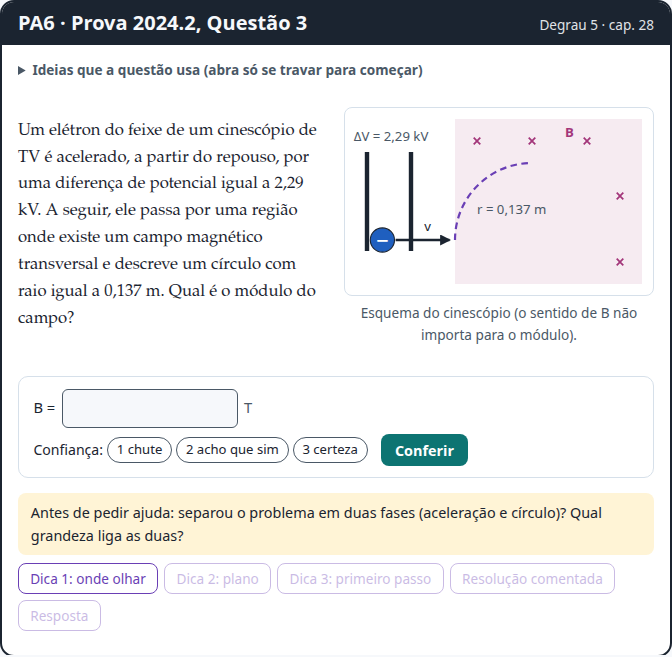 PA6 · Prova 2024.2, Questão 3
Degrau 5 · cap. 28
▶ Ideias que a questão usa (abra só se travar para começar)
Um elétron do feixe de um cinescópio de
TV é acelerado, a partir do repouso, por
uma diferença de potencial igual a 2,29
kV. A seguir, ele passa por uma região
onde existe um campo magnético
transversal e descreve um círculo com
raio igual a 0,137 m. Qual é o módulo do
campo?
ΔV = 2,29 kV
B
v
r = 0,137 m
Esquema do cinescópio (o sentido de B não
importa para o módulo).
B =
T
Confiança: 1 chute 2 acho que sim 3 certeza Conferir
Antes de pedir ajuda: separou o problema em duas fases (aceleração e círculo)? Qual
grandeza liga as duas?
Dica 1: onde olhar Dica 2: plano Dica 3: primeiro passo Resolução comentada
Resposta